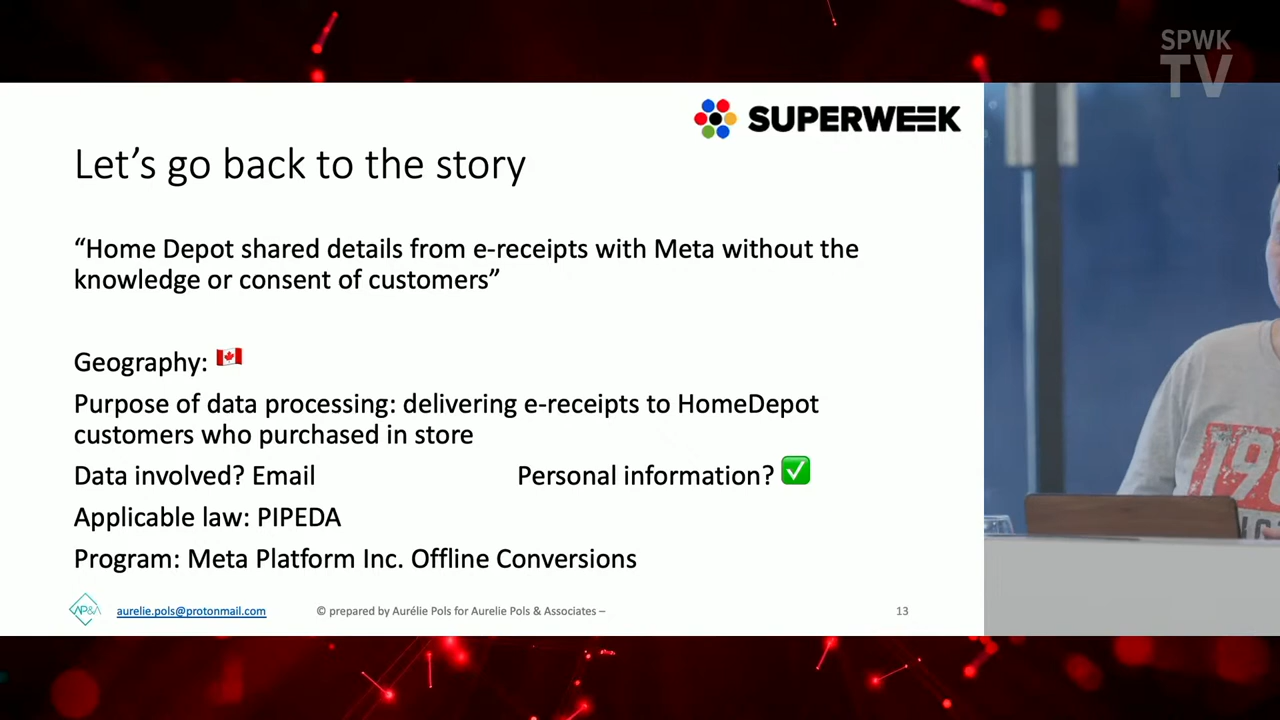 SPWK
TV
SUPERWEEK
Let’s go back to the story
“Home Depot shared details from e-receipts with Meta without the
knowledge or consent of customers”
Geography:
Purpose of data processing: delivering e-receipts to HomeDepot
customers who purchased in store
Data involved? Email Personal information?
Applicable law: PIPEDA
Program: Meta Platform Inc. Offline Conversions
AP&A aurelie.pols@protonmail.com © prepared by Aurélie Pols for Aurelie Pols & Associates – 13